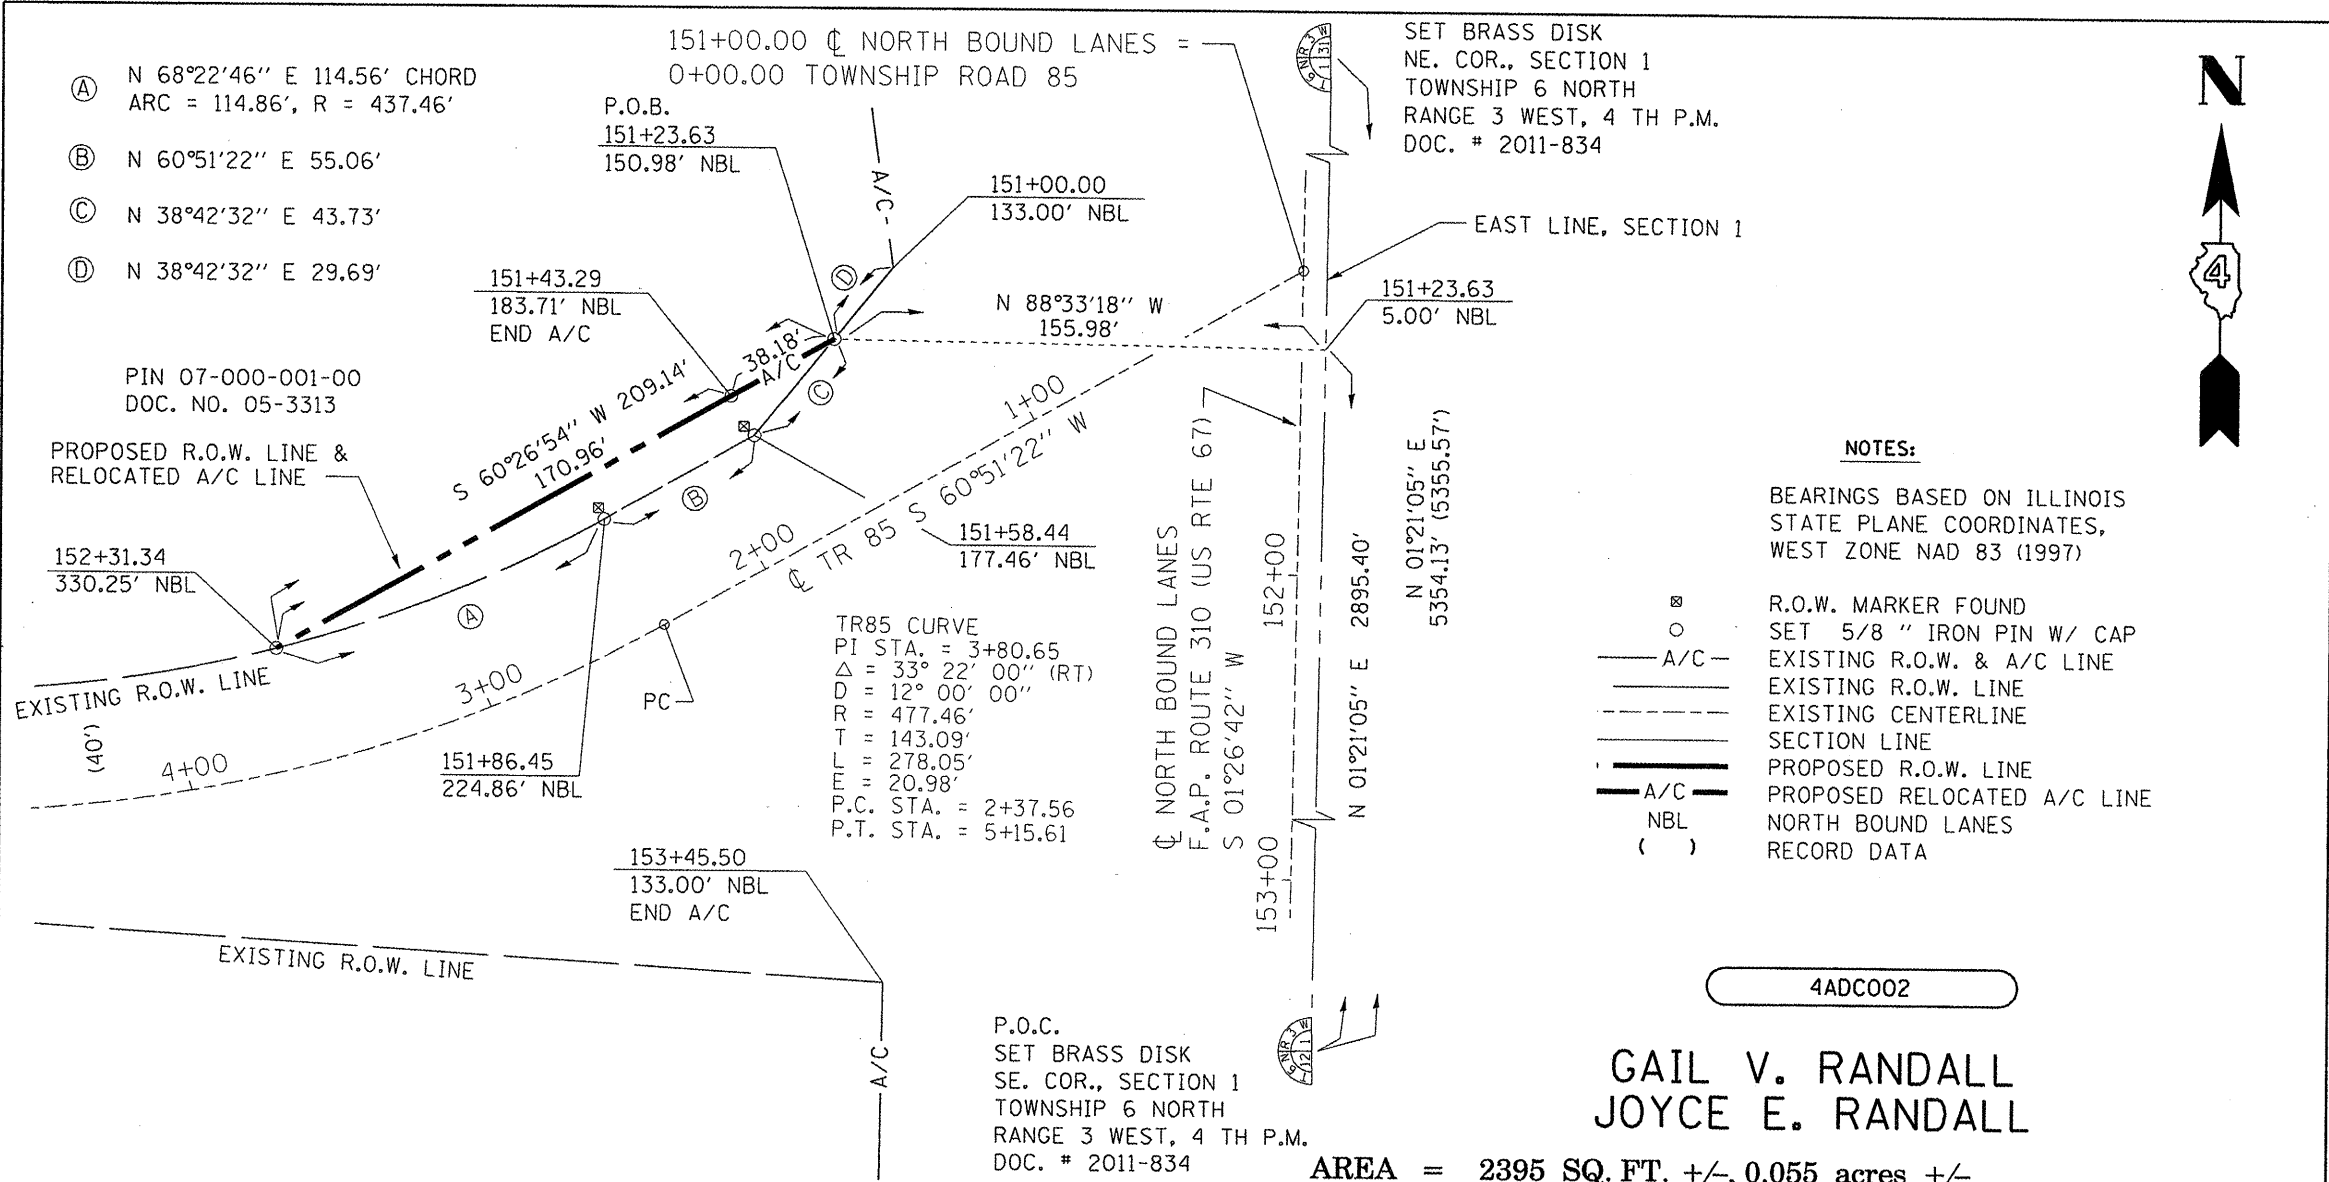 Ⓐ N 68°22'46" E 114.56' CHORD
ARC = 114.86', R = 437.46'
Ⓑ N 60°51'22" E 55.06'
Ⓒ N 38°42'32" E 43.73'
Ⓓ N 38°42'32" E 29.69'
151+00.00 ℄ NORTH BOUND LANES =
0+00.00 TOWNSHIP ROAD 85
P.O.B.
151+23.63
150.98' NBL
A/C
151+00.00
133.00' NBL
SET BRASS DISK
NE. COR., SECTION 1
TOWNSHIP 6 NORTH
RANGE 3 WEST, 4 TH P.M.
DOC. # 2011-834
T 6 N R 3 W
1 31
N
4
EAST LINE, SECTION 1
151+43.29
183.71' NBL
END A/C
Ⓓ
N 88°33'18" W
155.98'
151+23.63
5.00' NBL
PIN 07-000-001-00
DOC. NO. 05-3313
38.18'
A/C
Ⓒ
S 60°26'54" W 209.14'
170.96'
PROPOSED R.O.W. LINE &
RELOCATED A/C LINE
Ⓑ
1+00
2+00
℄ TR 85 S 60°51'22" W
151+58.44
177.46' NBL
152+31.34
330.25' NBL
Ⓐ
EXISTING R.O.W. LINE
(40')
3+00
4+00
PC
151+86.45
224.86' NBL
TR85 CURVE
PI STA. = 3+80.65
△ = 33° 22' 00" (RT)
D = 12° 00' 00"
R = 477.46'
T = 143.09'
L = 278.05'
E = 20.98'
P.C. STA. = 2+37.56
P.T. STA. = 5+15.61
℄ NORTH BOUND LANES
F.A.P. ROUTE 310 (US RTE 67)
S 01°26'42" W
152+00
153+00
N 01°21'05" E 2895.40'
N 01°21'05" E
5354.13' (5355.57')
NOTES:
BEARINGS BASED ON ILLINOIS
STATE PLANE COORDINATES,
WEST ZONE NAD 83 (1997)
R.O.W. MARKER FOUND
SET 5/8 " IRON PIN W/ CAP
A/C EXISTING R.O.W. & A/C LINE
EXISTING R.O.W. LINE
EXISTING CENTERLINE
SECTION LINE
PROPOSED R.O.W. LINE
A/C PROPOSED RELOCATED A/C LINE
NBL NORTH BOUND LANES
( ) RECORD DATA
153+45.50
133.00' NBL
END A/C
EXISTING R.O.W. LINE
A/C
P.O.C.
SET BRASS DISK
SE. COR., SECTION 1
TOWNSHIP 6 NORTH
RANGE 3 WEST, 4 TH P.M.
DOC. # 2011-834
T 6 N R 3 W
12 1
4ADC002
GAIL V. RANDALL
JOYCE E. RANDALL
AREA = 2395 SQ. FT. +/-, 0.055 acres +/-